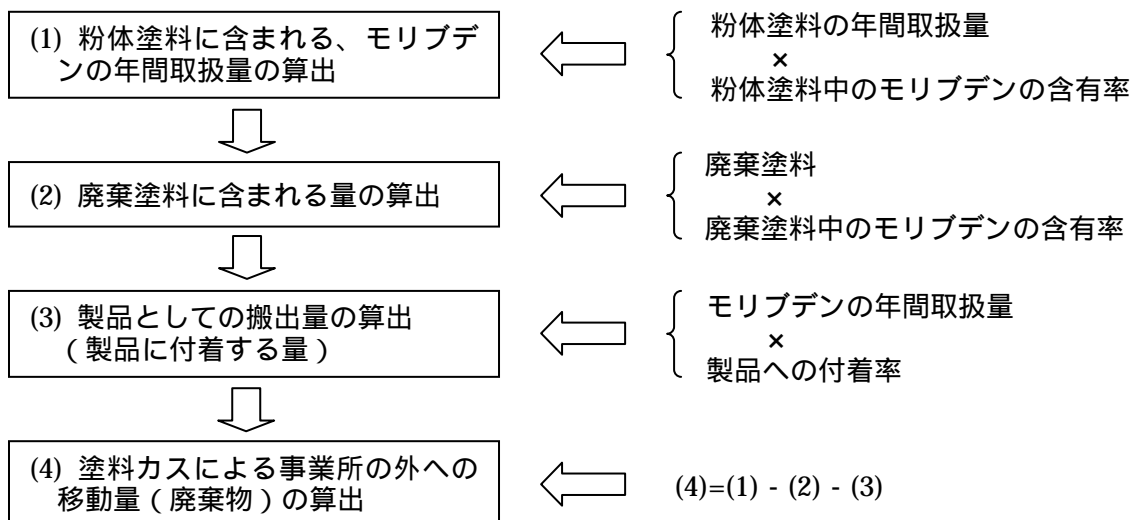 (1) 粉体塗料に含まれる、モリブデ
ンの年間取扱量の算出
粉体塗料の年間取扱量
×
粉体塗料中のモリブデンの含有率
(2) 廃棄塗料に含まれる量の算出
廃棄塗料
×
廃棄塗料中のモリブデンの含有率
(3) 製品としての搬出量の算出
（製品に付着する量）
モリブデンの年間取扱量
×
製品への付着率
(4) 塗料カスによる事業所の外への
移動量（廃棄物）の算出
(4)=(1) - (2) - (3)